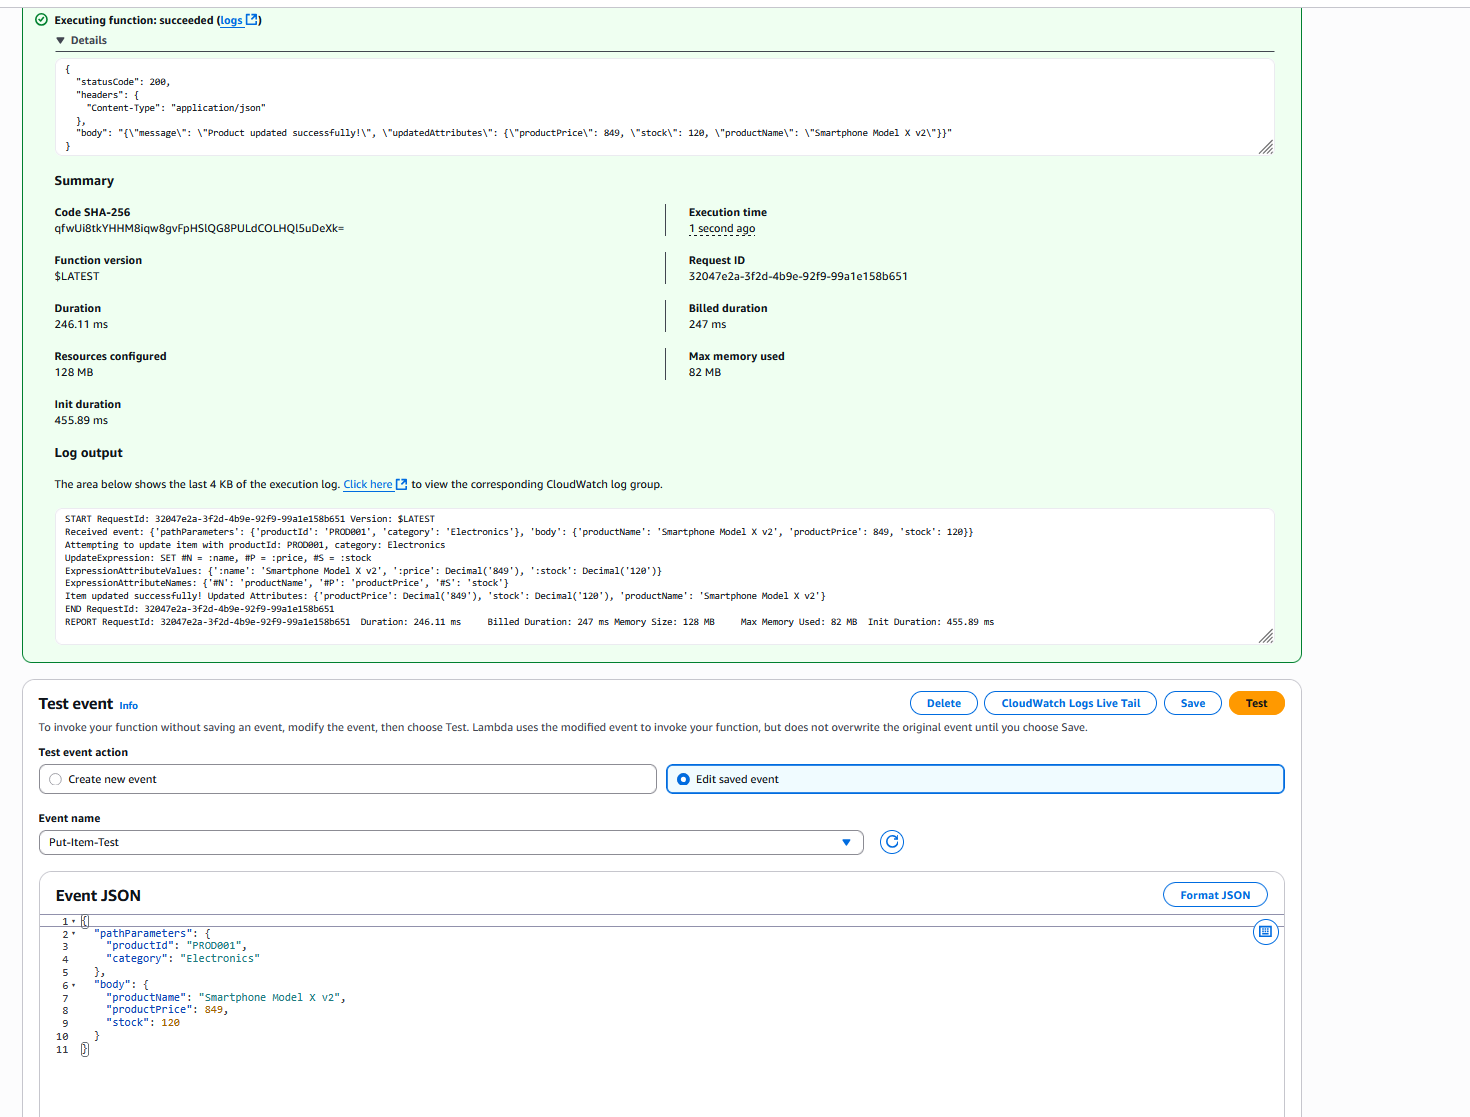 Executing function: succeeded (logs)
Details
{
"statusCode": 200,
"headers": {
"Content-Type": "application/json"
},
"body": "{\"message\": \"Product updated successfully!\", \"updatedAttributes\": {\"productPrice\": 849, \"stock\": 120, \"productName\": \"Smartphone Model X v2\"}}"
}
Summary
Code SHA-256
qfwUi8tkYHHM8iqw8gvFpHSlQG8PULdCOLHQl5uDeXk=
Execution time
1 second ago
Function version
$LATEST
Request ID
32047e2a-3f2d-4b9e-92f9-99a1e158b651
Duration
246.11 ms
Billed duration
247 ms
Resources configured
128 MB
Max memory used
82 MB
Init duration
455.89 ms
Log output
The area below shows the last 4 KB of the execution log. Click here to view the corresponding CloudWatch log group.
START RequestId: 32047e2a-3f2d-4b9e-92f9-99a1e158b651 Version: $LATEST
Received event: {'pathParameters': {'productId': 'PROD001', 'category': 'Electronics'}, 'body': {'productName': 'Smartphone Model X v2', 'productPrice': 849, 'stock': 120}}
Attempting to update item with productId: PROD001, category: Electronics
UpdateExpression: SET #N = :name, #P = :price, #S = :stock
ExpressionAttributeValues: {':name': 'Smartphone Model X v2', ':price': Decimal('849'), ':stock': Decimal('120')}
ExpressionAttributeNames: {'#N': 'productName', '#P': 'productPrice', '#S': 'stock'}
Item updated successfully! Updated Attributes: {'productPrice': Decimal('849'), 'stock': Decimal('120'), 'productName': 'Smartphone Model X v2'}
END RequestId: 32047e2a-3f2d-4b9e-92f9-99a1e158b651
REPORT RequestId: 32047e2a-3f2d-4b9e-92f9-99a1e158b651 Duration: 246.11 ms Billed Duration: 247 ms Memory Size: 128 MB Max Memory Used: 82 MB Init Duration: 455.89 ms
Test event Info
Delete
CloudWatch Logs Live Tail
Save
Test
To invoke your function without saving an event, modify the event, then choose Test. Lambda uses the modified event to invoke your function, but does not overwrite the original event until you choose Save.
Test event action
Create new event
Edit saved event
Event name
Put-Item-Test
Event JSON
Format JSON
1 {
2 "pathParameters": {
3 "productId": "PROD001",
4 "category": "Electronics"
5 },
6 "body": {
7 "productName": "Smartphone Model X v2",
8 "productPrice": 849,
9 "stock": 120
10 }
11 }